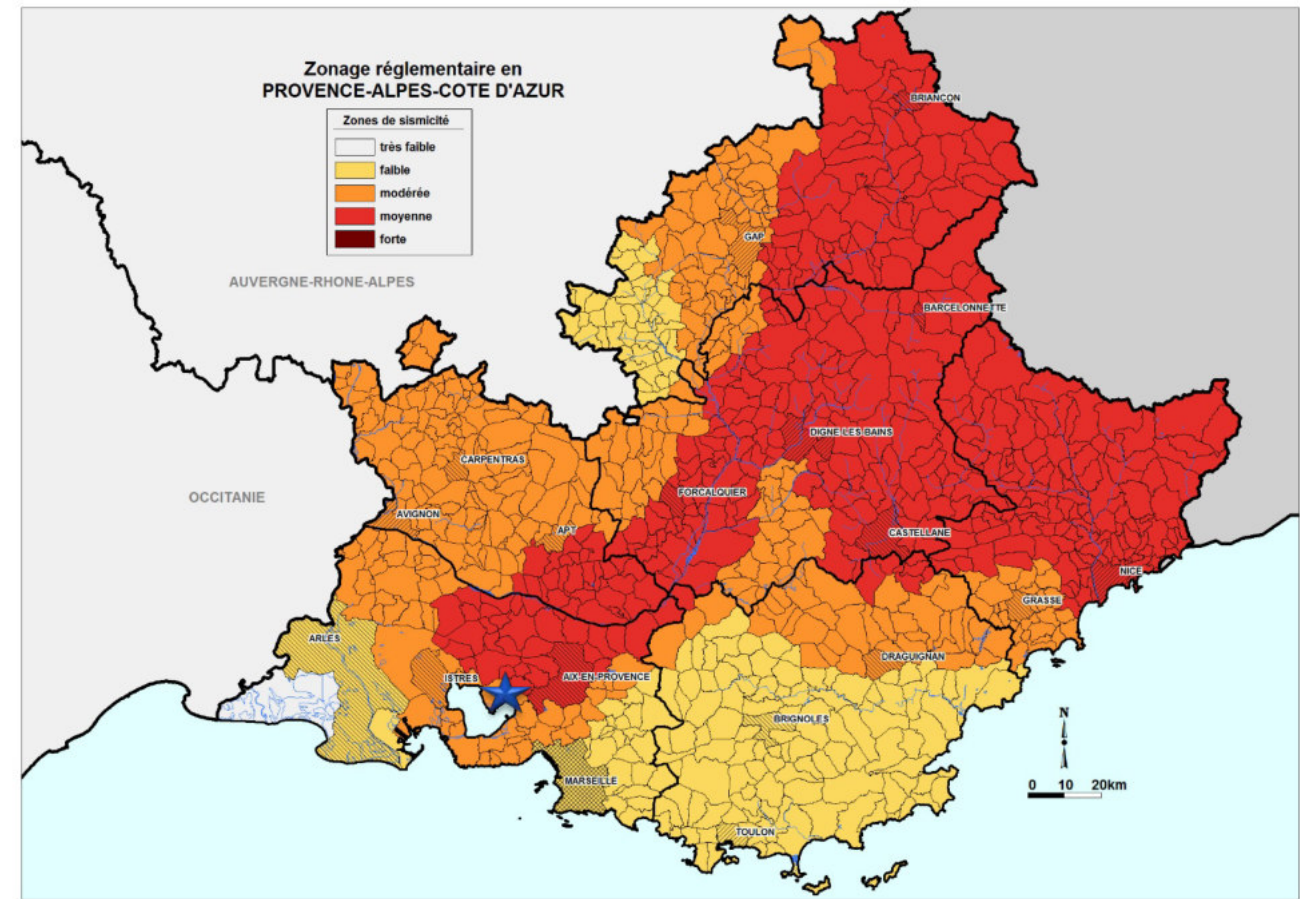 Zonage réglementaire en
PROVENCE-ALPES-COTE D'AZUR
Zones de sismicité
très faible
faible
modérée
moyenne
forte
BRIANCON
GAP
AUVERGNE-RHONE-ALPES
BARCELONNETTE
DIGNE LES BAINS
CARPENTRAS
FORCALQUIER
OCCITANIE
AVIGNON
APT
CASTELLANE
NICE
GRASSE
ARLES
DRAGUIGNAN
ISTRES
AIX-EN-PROVENCE
BRIGNOLES
N
MARSEILLE
0 10 20km
TOULON